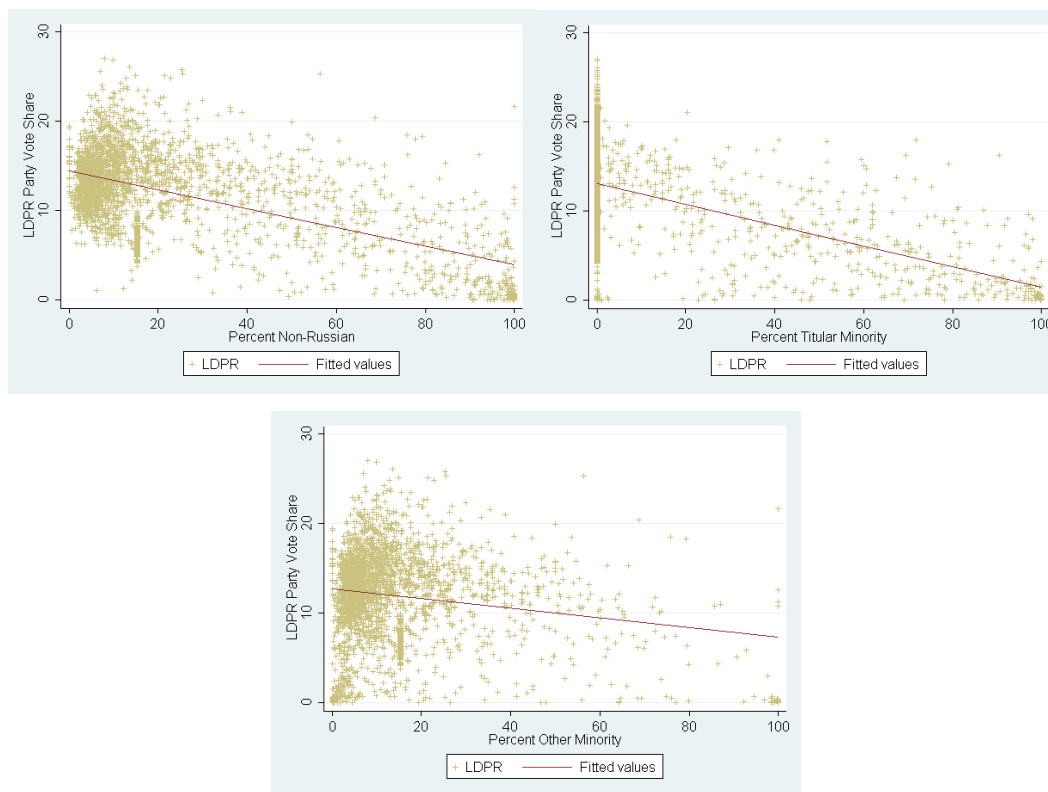 30
20
10
0
LDPR Party Vote Share
0 20 40 60 80 100
Percent Non-Russian
LDPR Fitted values
30
20
10
0
LDPR Party Vote Share
0 20 40 60 80 100
Percent Titular Minority
LDPR Fitted values
30
20
10
0
LDPR Party Vote Share
0 20 40 60 80 100
Percent Other Minority
LDPR Fitted values